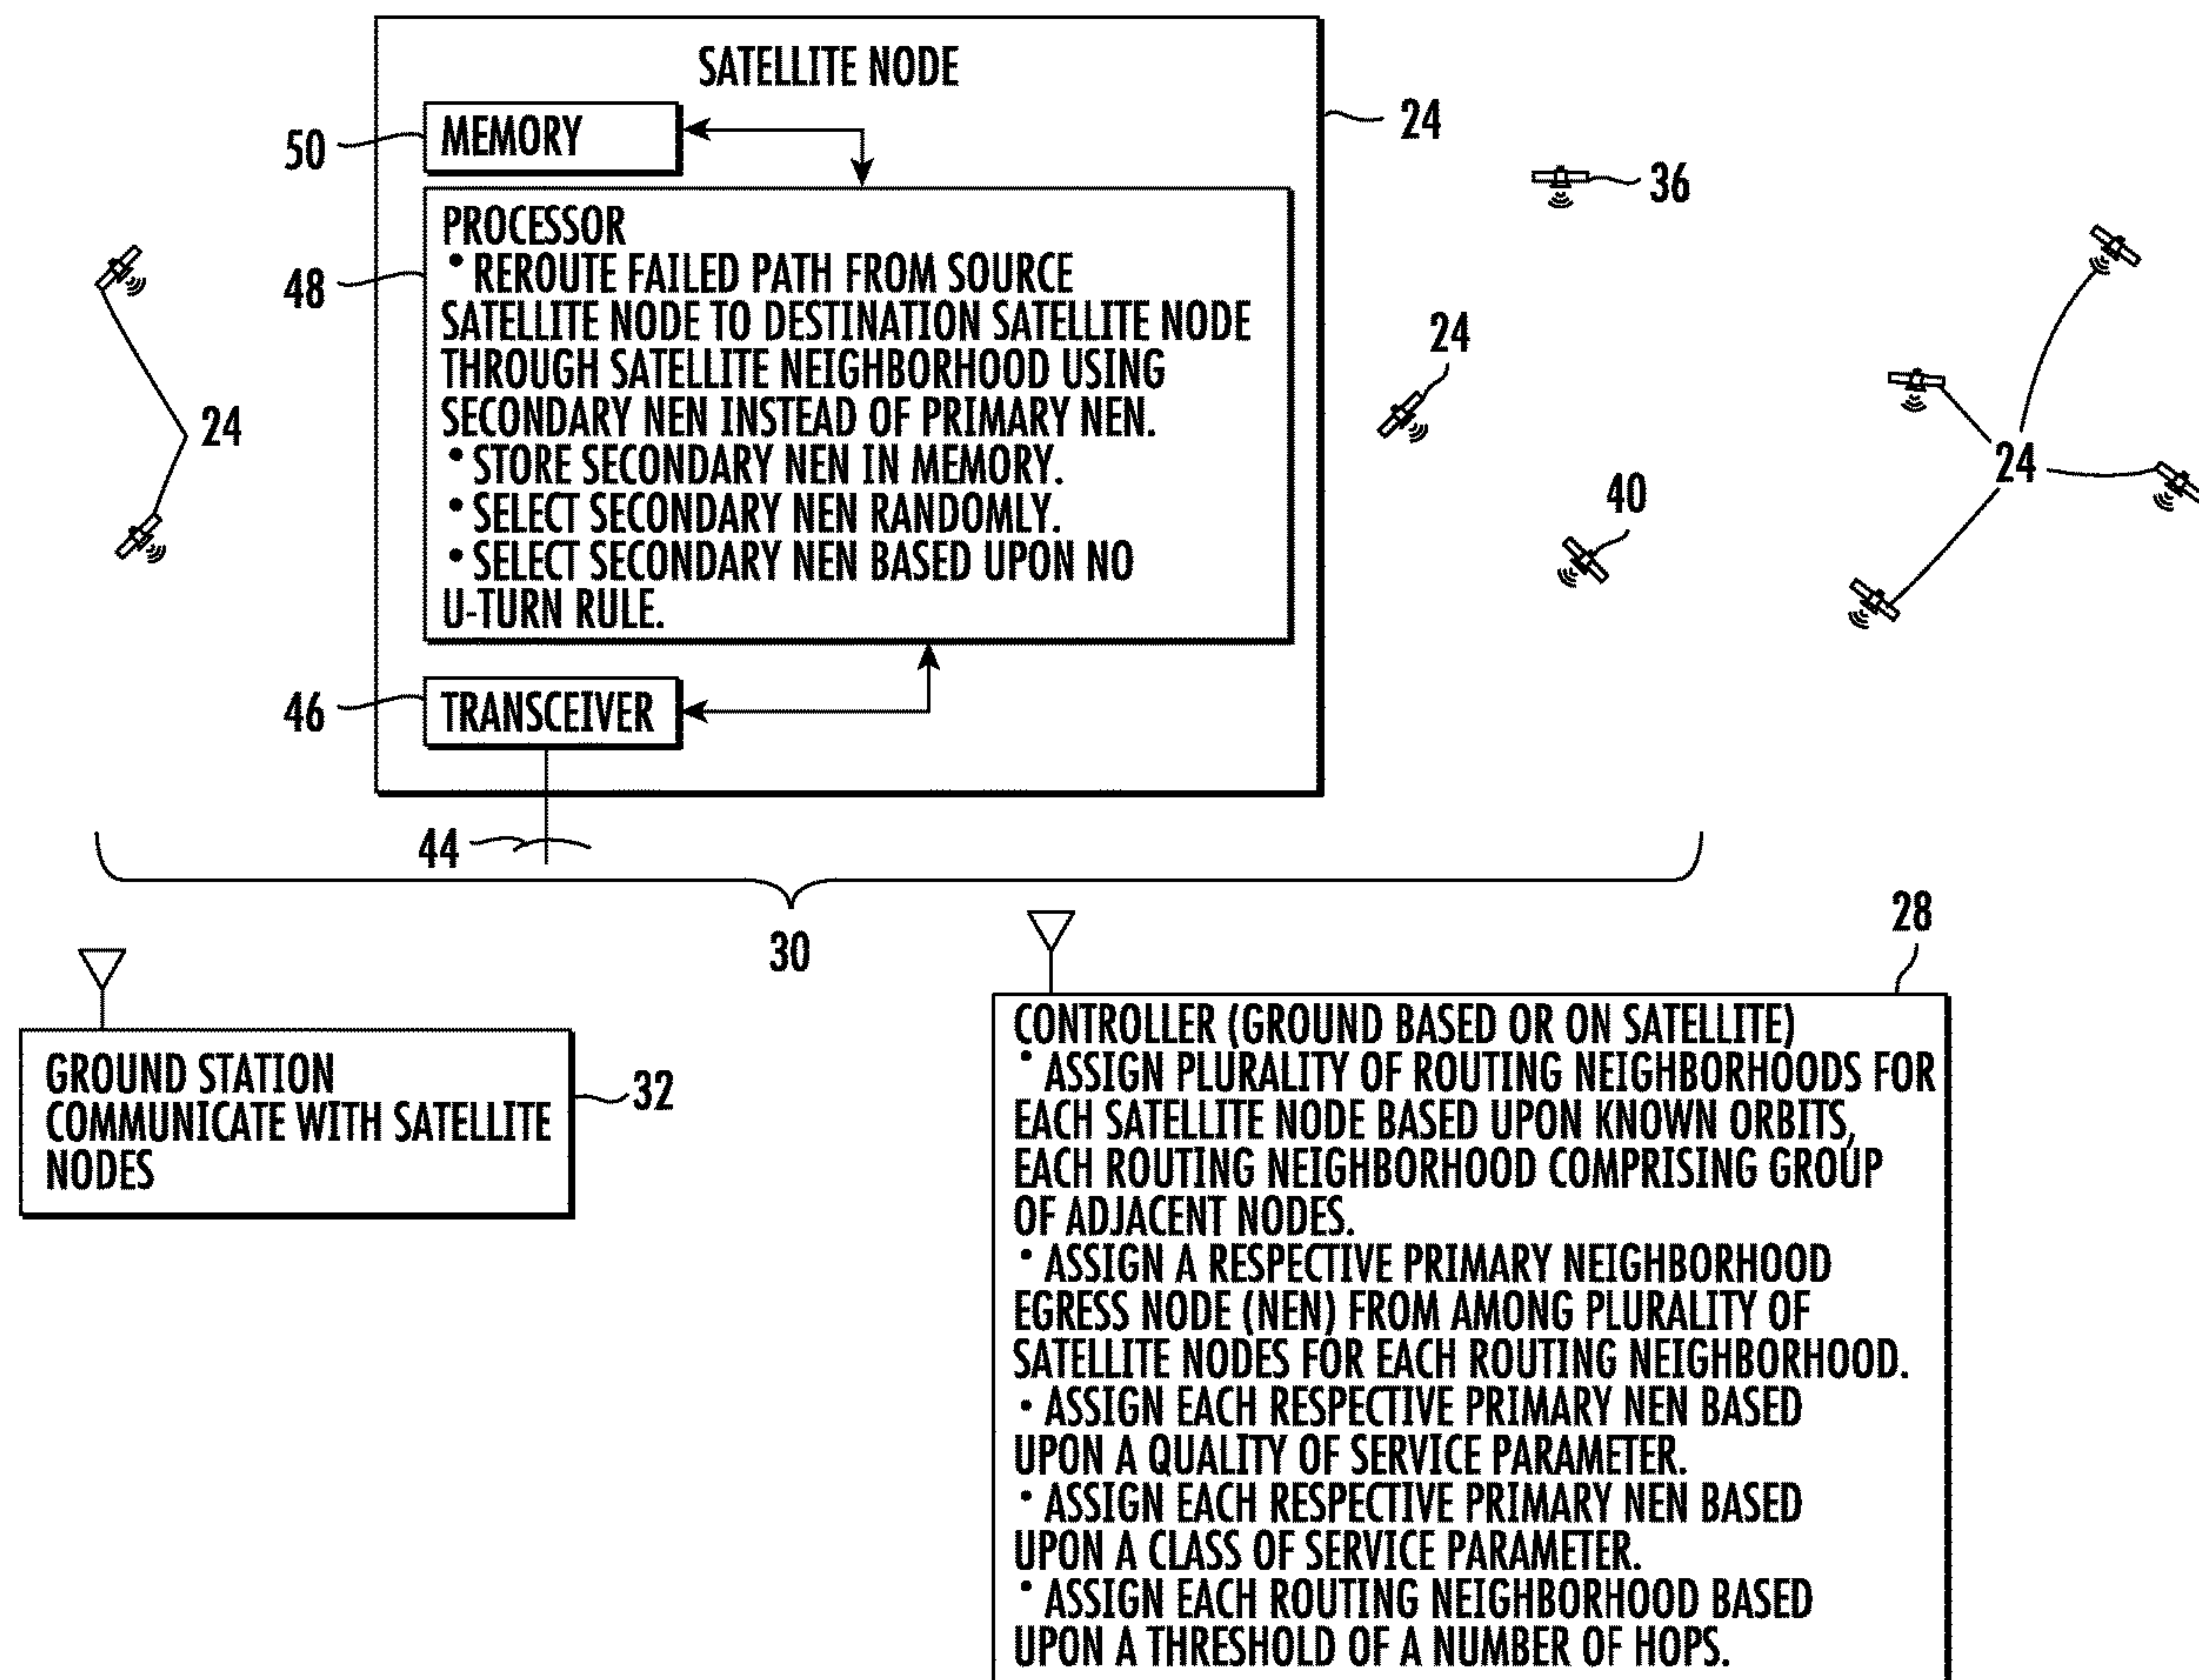 SATELLITE NODE
24
50
MEMORY
36
PROCESSOR
48
• REROUTE FAILED PATH FROM SOURCE
SATELLITE NODE TO DESTINATION SATELLITE NODE
THROUGH SATELLITE NEIGHBORHOOD USING
SECONDARY NEN INSTEAD OF PRIMARY NEN.
• STORE SECONDARY NEN IN MEMORY.
• SELECT SECONDARY NEN RANDOMLY.
• SELECT SECONDARY NEN BASED UPON NO
U-TURN RULE.
24
24
24
40
46
TRANSCEIVER
44
30
28
GROUND STATION
COMMUNICATE WITH SATELLITE
NODES
32
CONTROLLER (GROUND BASED OR ON SATELLITE)
• ASSIGN PLURALITY OF ROUTING NEIGHBORHOODS FOR
EACH SATELLITE NODE BASED UPON KNOWN ORBITS,
EACH ROUTING NEIGHBORHOOD COMPRISING GROUP
OF ADJACENT NODES.
• ASSIGN A RESPECTIVE PRIMARY NEIGHBORHOOD
EGRESS NODE (NEN) FROM AMONG PLURALITY OF
SATELLITE NODES FOR EACH ROUTING NEIGHBORHOOD.
• ASSIGN EACH RESPECTIVE PRIMARY NEN BASED
UPON A QUALITY OF SERVICE PARAMETER.
• ASSIGN EACH RESPECTIVE PRIMARY NEN BASED
UPON A CLASS OF SERVICE PARAMETER.
• ASSIGN EACH ROUTING NEIGHBORHOOD BASED
UPON A THRESHOLD OF A NUMBER OF HOPS.